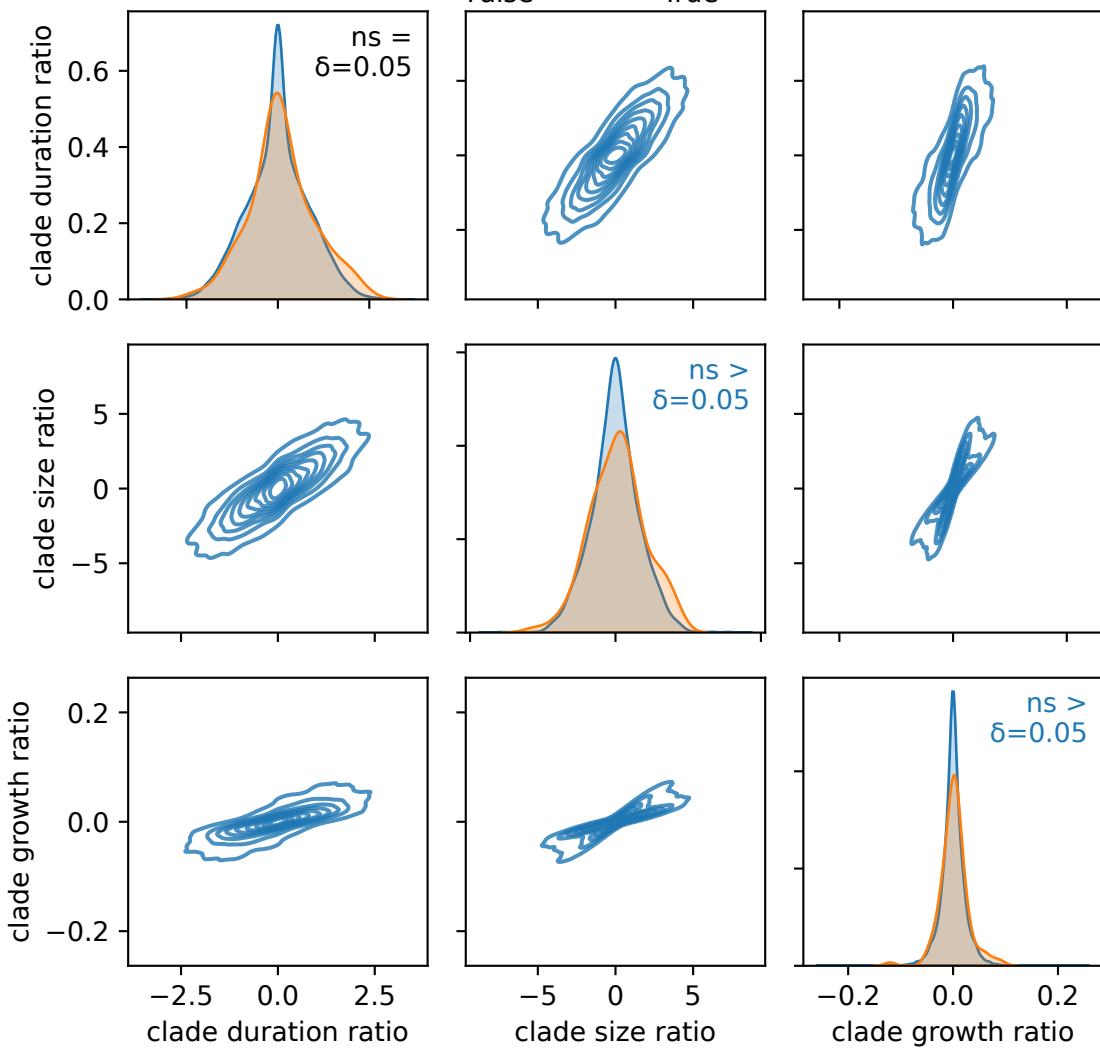 clade duration ratio
0.6
0.4
0.2
0.0
ns =
δ=0.05
clade size ratio
5
0
−5
ns >
δ=0.05
clade growth ratio
0.2
0.0
−0.2
ns >
δ=0.05
−2.5 0.0 2.5
−5 0 5
−0.2 0.0 0.2
clade duration ratio
clade size ratio
clade growth ratio